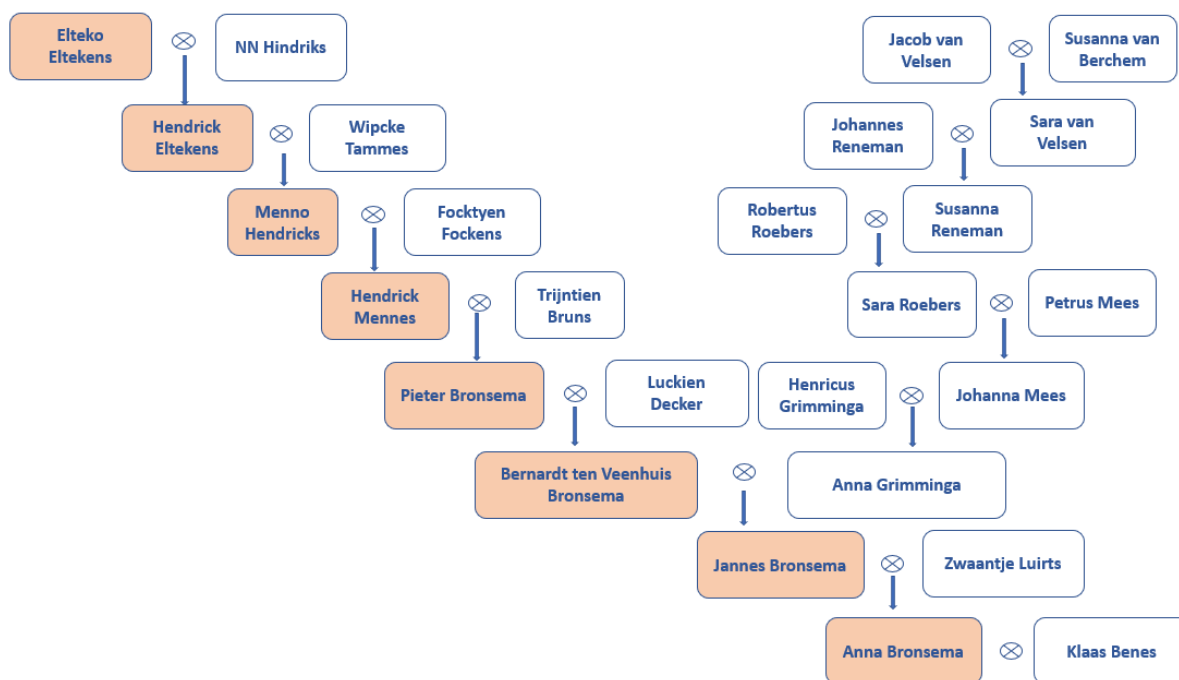 Elteko
Eltekens
NN Hindriks
Jacob van
Velsen
Susanna van
Berchem
Hendrick
Eltekens
Wipcke
Tammes
Johannes
Reneman
Sara van
Velsen
Menno
Hendricks
Focktyen
Fockens
Robertus
Roebers
Susanna
Reneman
Hendrick
Mennes
Trijntien
Bruns
Sara Roebers
Petrus Mees
Pieter Bronsema
Luckien
Decker
Henricus
Grimminga
Johanna Mees
Bernardt ten Veenhuis
Bronsema
Anna Grimminga
Jannes Bronsema
Zwaantje Luirts
Anna Bronsema
Klaas Benes